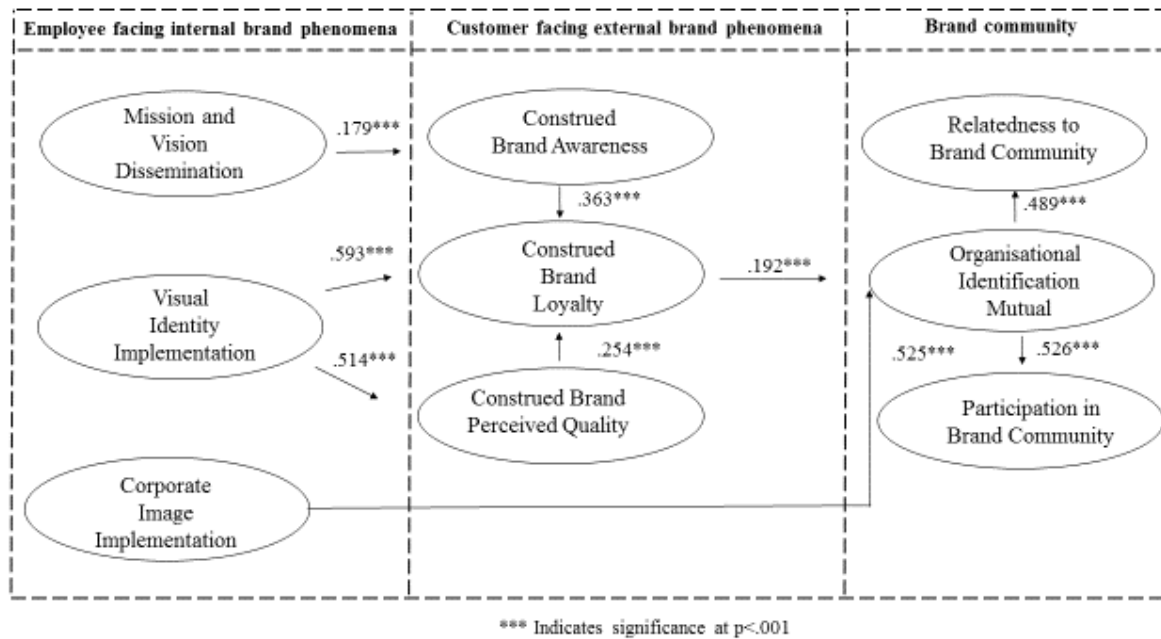 Employee facing internal brand phenomena
Customer facing external brand phenomena
Brand community
Mission and
Vision
Dissemination
.179***
Construed
Brand Awareness
Relatedness to
Brand Community
.363***
.489***
.593***
Construed
Brand
Loyalty
.192***
Organisational
Identification
Mutual
Visual
Identity
Implementation
.514***
.254***
.525***
.526***
Construed Brand
Perceived Quality
Participation in
Brand Community
Corporate
Image
Implementation
*** Indicates significance at p<.001